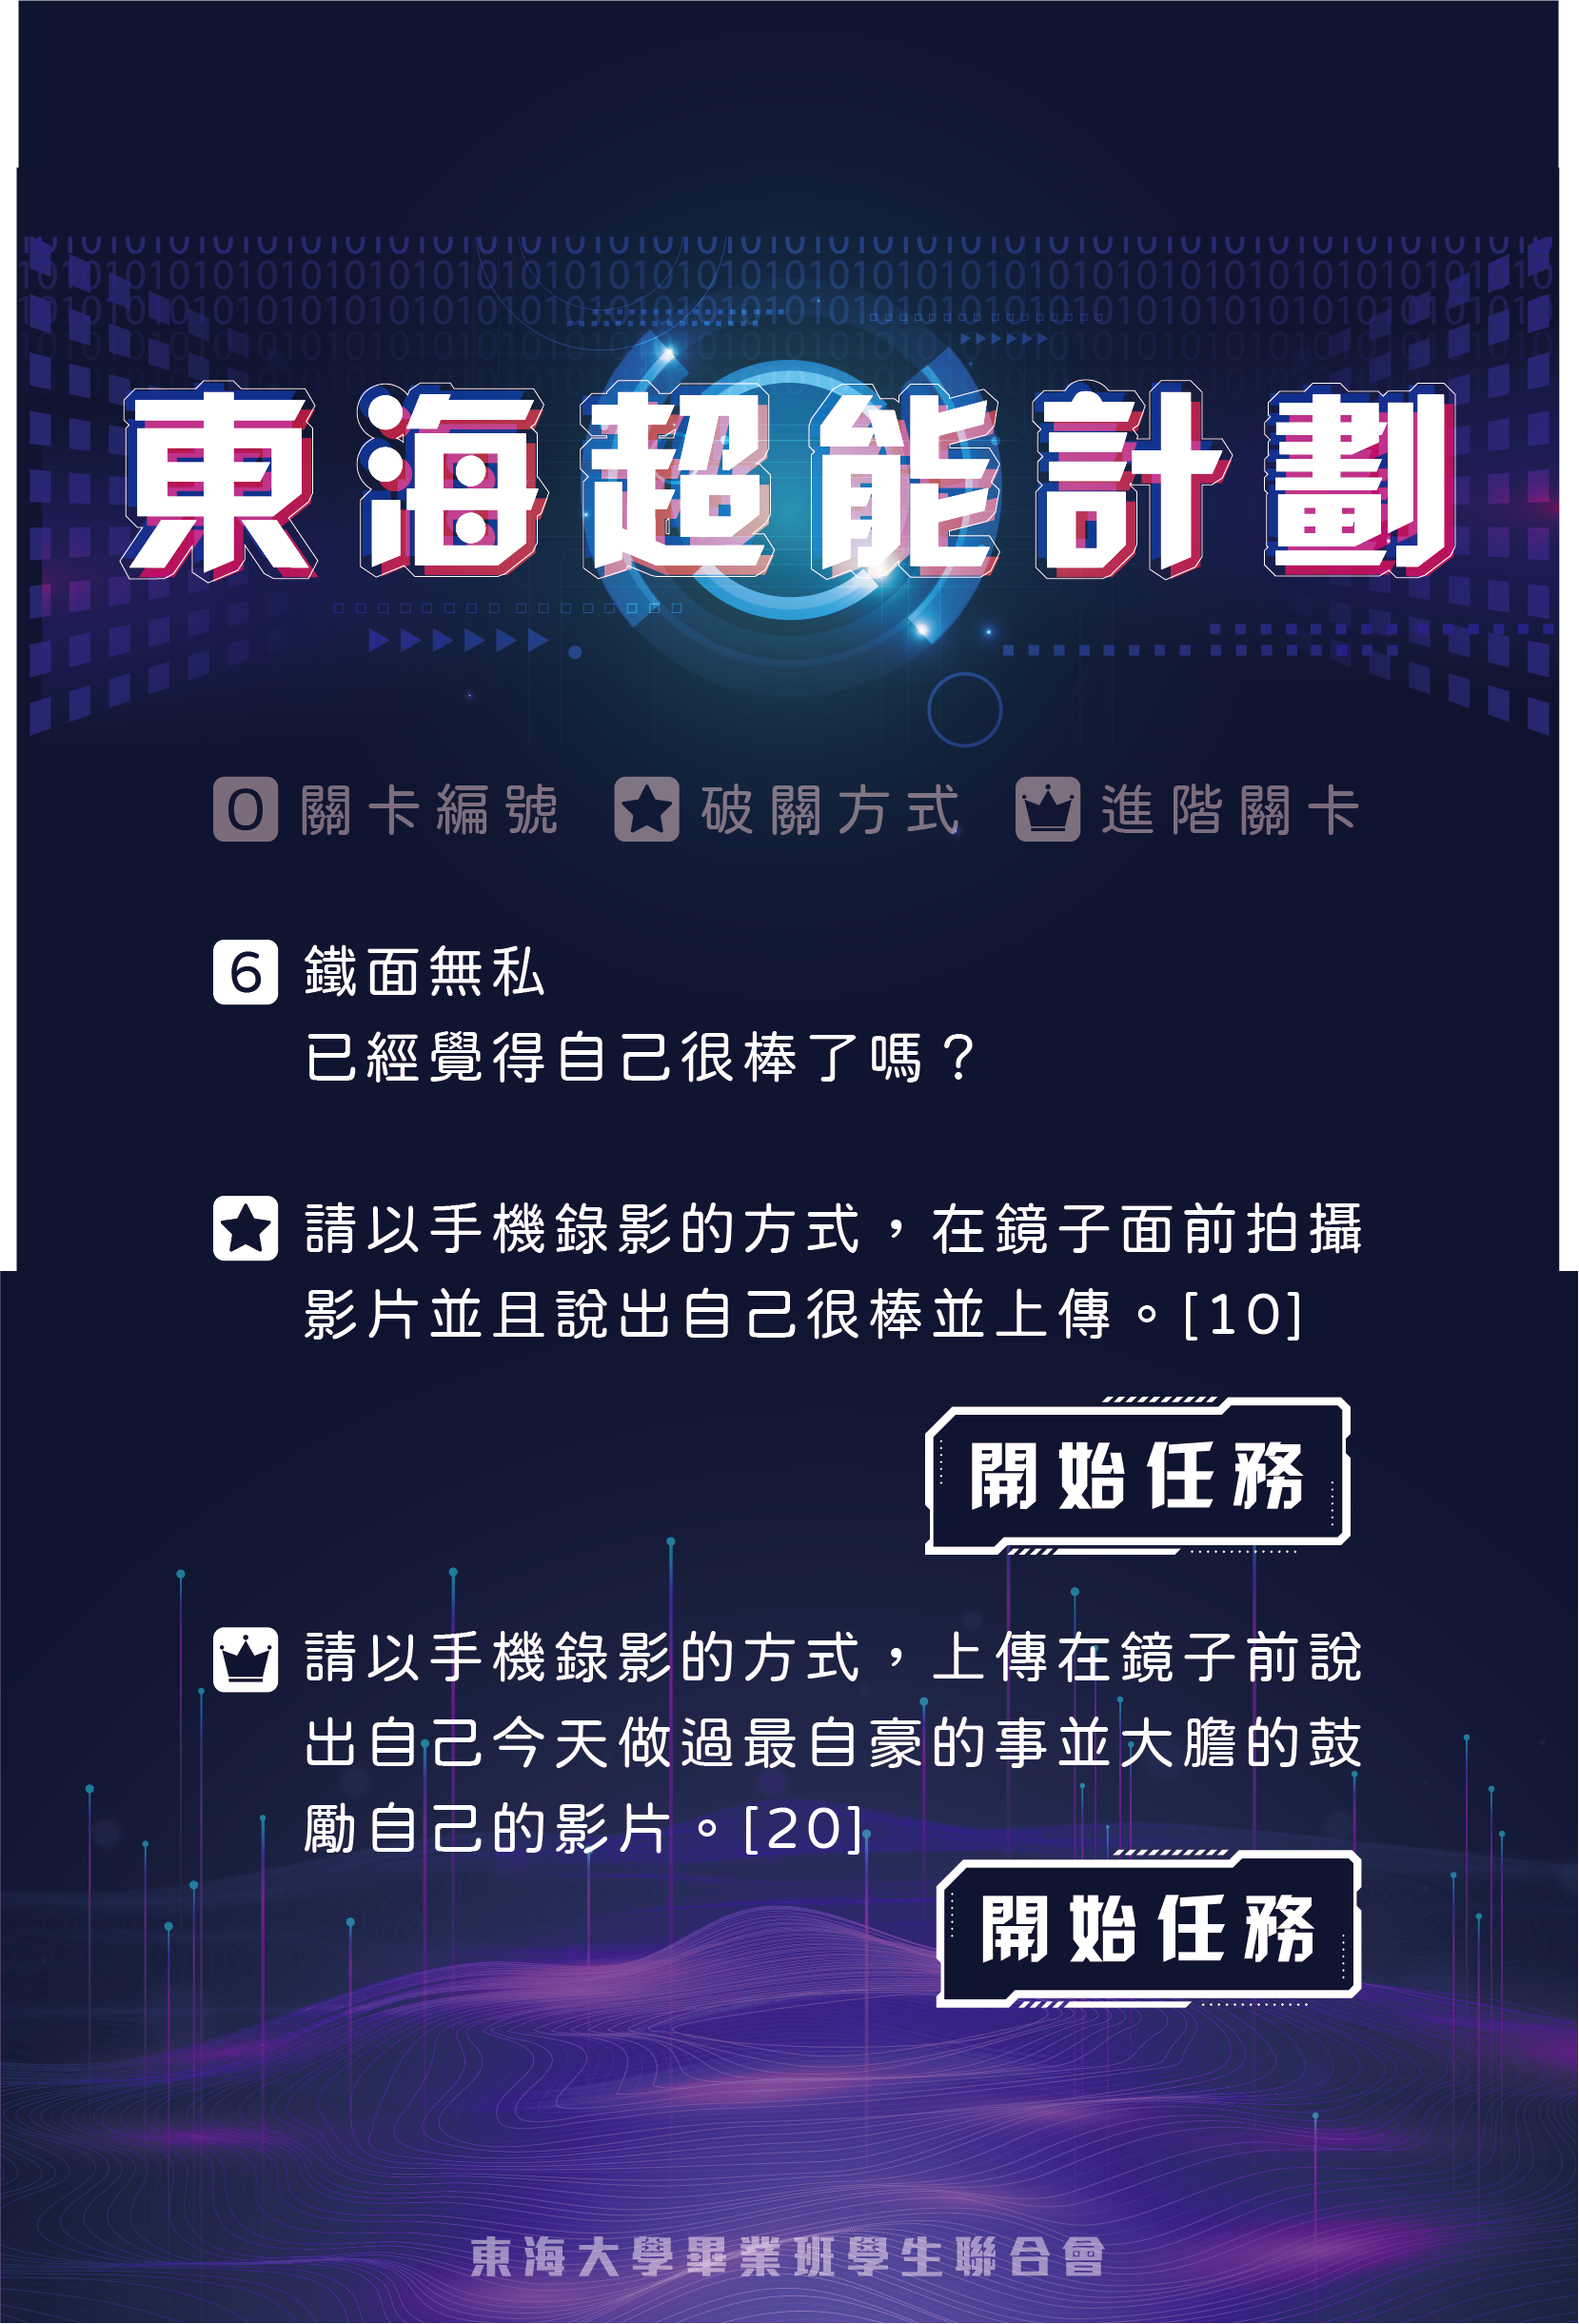 東海超能計劃
0 關卡編號 破關方式 進階關卡
6 鐵面無私
已經覺得自己很棒了嗎？
請以手機錄影的方式，在鏡子面前拍攝
影片並且說出自己很棒並上傳。[10]
開始任務
請以手機錄影的方式，上傳在鏡子前說
出自己今天做過最自豪的事並大膽的鼓
勵自己的影片。[20]
開始任務
東海大學畢業班學生聯合會